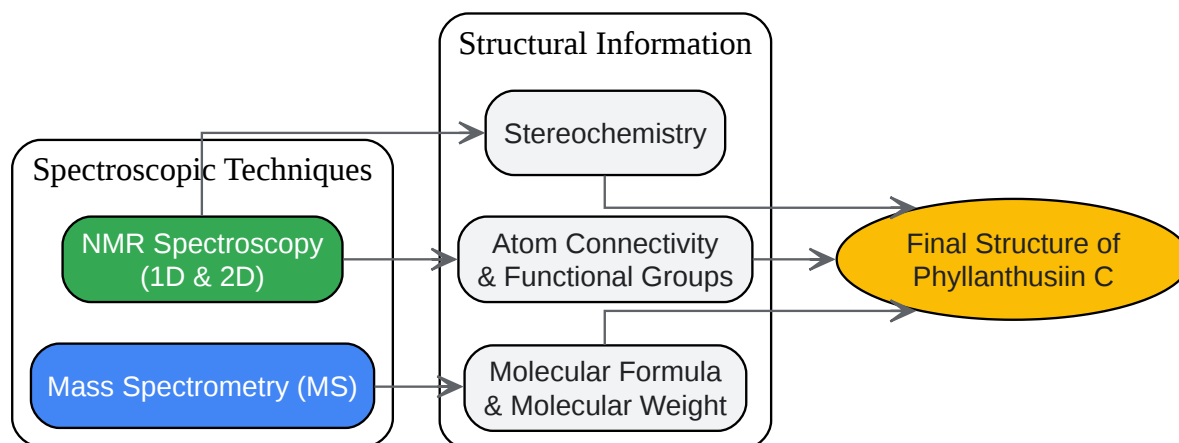 Structural Information
Stereochemistry
Spectroscopic Techniques
NMR Spectroscopy
(1D & 2D)
Atom Connectivity
& Functional Groups
Final Structure of
Phyllanthusiin C
Mass Spectrometry (MS)
Molecular Formula
& Molecular Weight